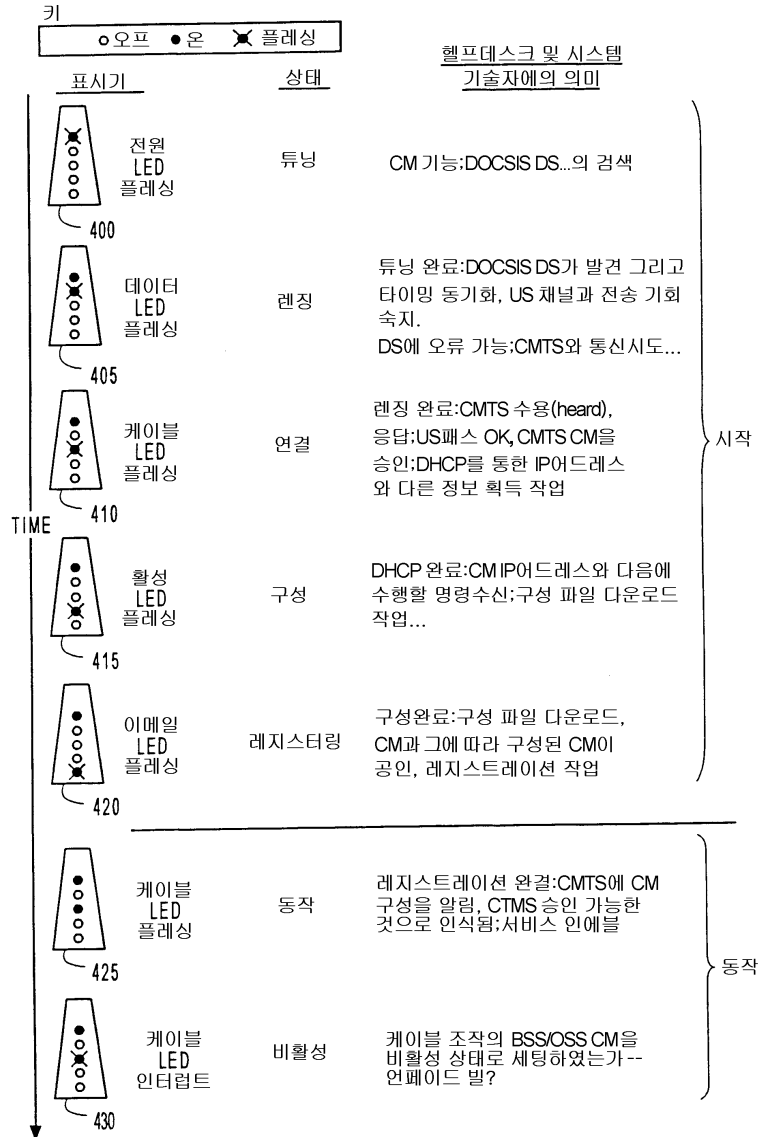 키
오프 온 플레싱
헬프데스크 및 시스템
표시기 상태 기술자에의 의미
전원
LED
플레싱
튜닝
CM 기능;DOCSIS DS...의 검색
400
데이터
LED
플레싱
렌징
튜닝 완료:DOCSIS DS가 발견 그리고
타이밍 동기화, US 채널과 전송 기회
숙지.
DS에 오류 가능;CMTS와 통신시도...
405
케이블
LED
플레싱
연결
렌징 완료:CMTS 수용(heard),
응답:US패스 OK, CMTS CM을
승인;DHCP를 통한 IP어드레스
와 다른 정보 획득 작업
410
시작
TIME
활성
LED
플레싱
구성
DHCP 완료:CM IP어드레스와 다음에
수행할 명령수신;구성 파일 다운로드
작업...
415
이메일
LED
플레싱
레지스터링
구성완료:구성 파일 다운로드,
CM과 그에 따라 구성된 CM이
공인, 레지스트레이션 작업
420
케이블
LED
플레싱
동작
레지스트레이션 완결:CMTS에 CM
구성을 알림, CTMS 승인 가능한
것으로 인식됨;서비스 인에블
425
동작
케이블
LED
인터럽트
비활성
케이블 조작의 BSS/OSS CM을
비활성 상태로 세팅하였는가--
언페이드 빌?
430